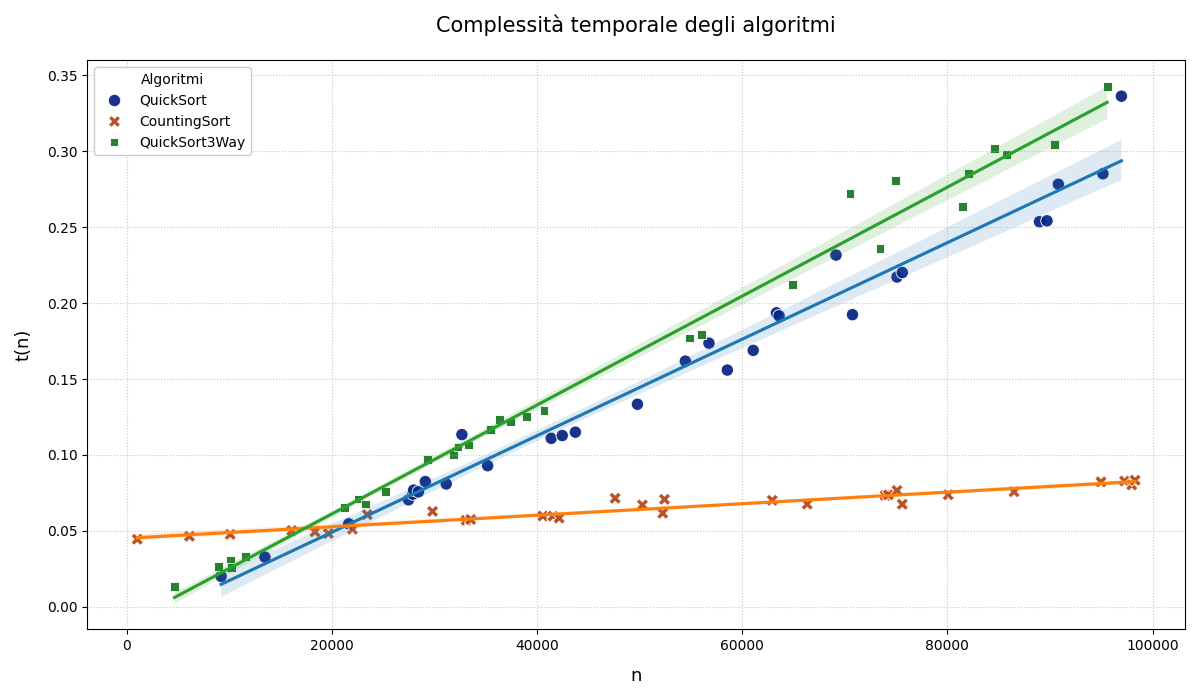 Complessità temporale degli algoritmi
Algoritmi
QuickSort
CountingSort
QuickSort3Way
t(n)
0.35
0.30
0.25
0.20
0.15
0.10
0.05
0.00
0 20000 40000 60000 80000 100000
n